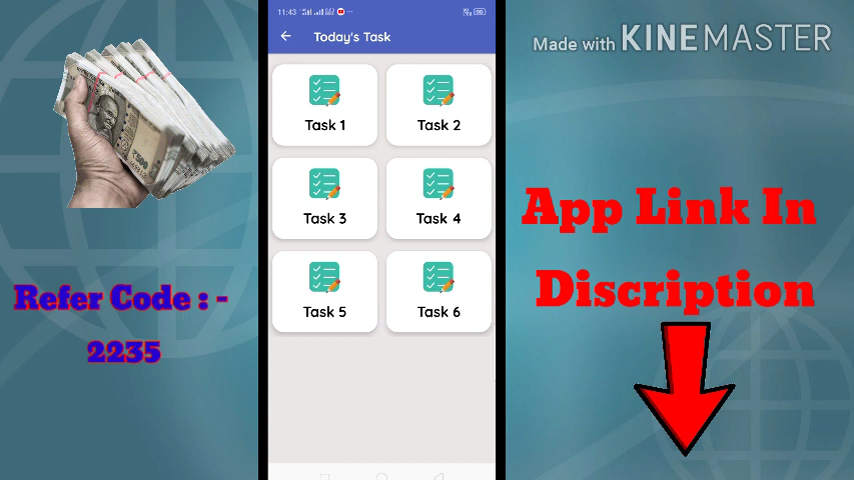 11:43
Today's Task
Made with KINEMASTER
Task 1
Task 2
Task 3
Task 4
Task 5
Task 6
Refer Code : -
2235
App Link In
Discription